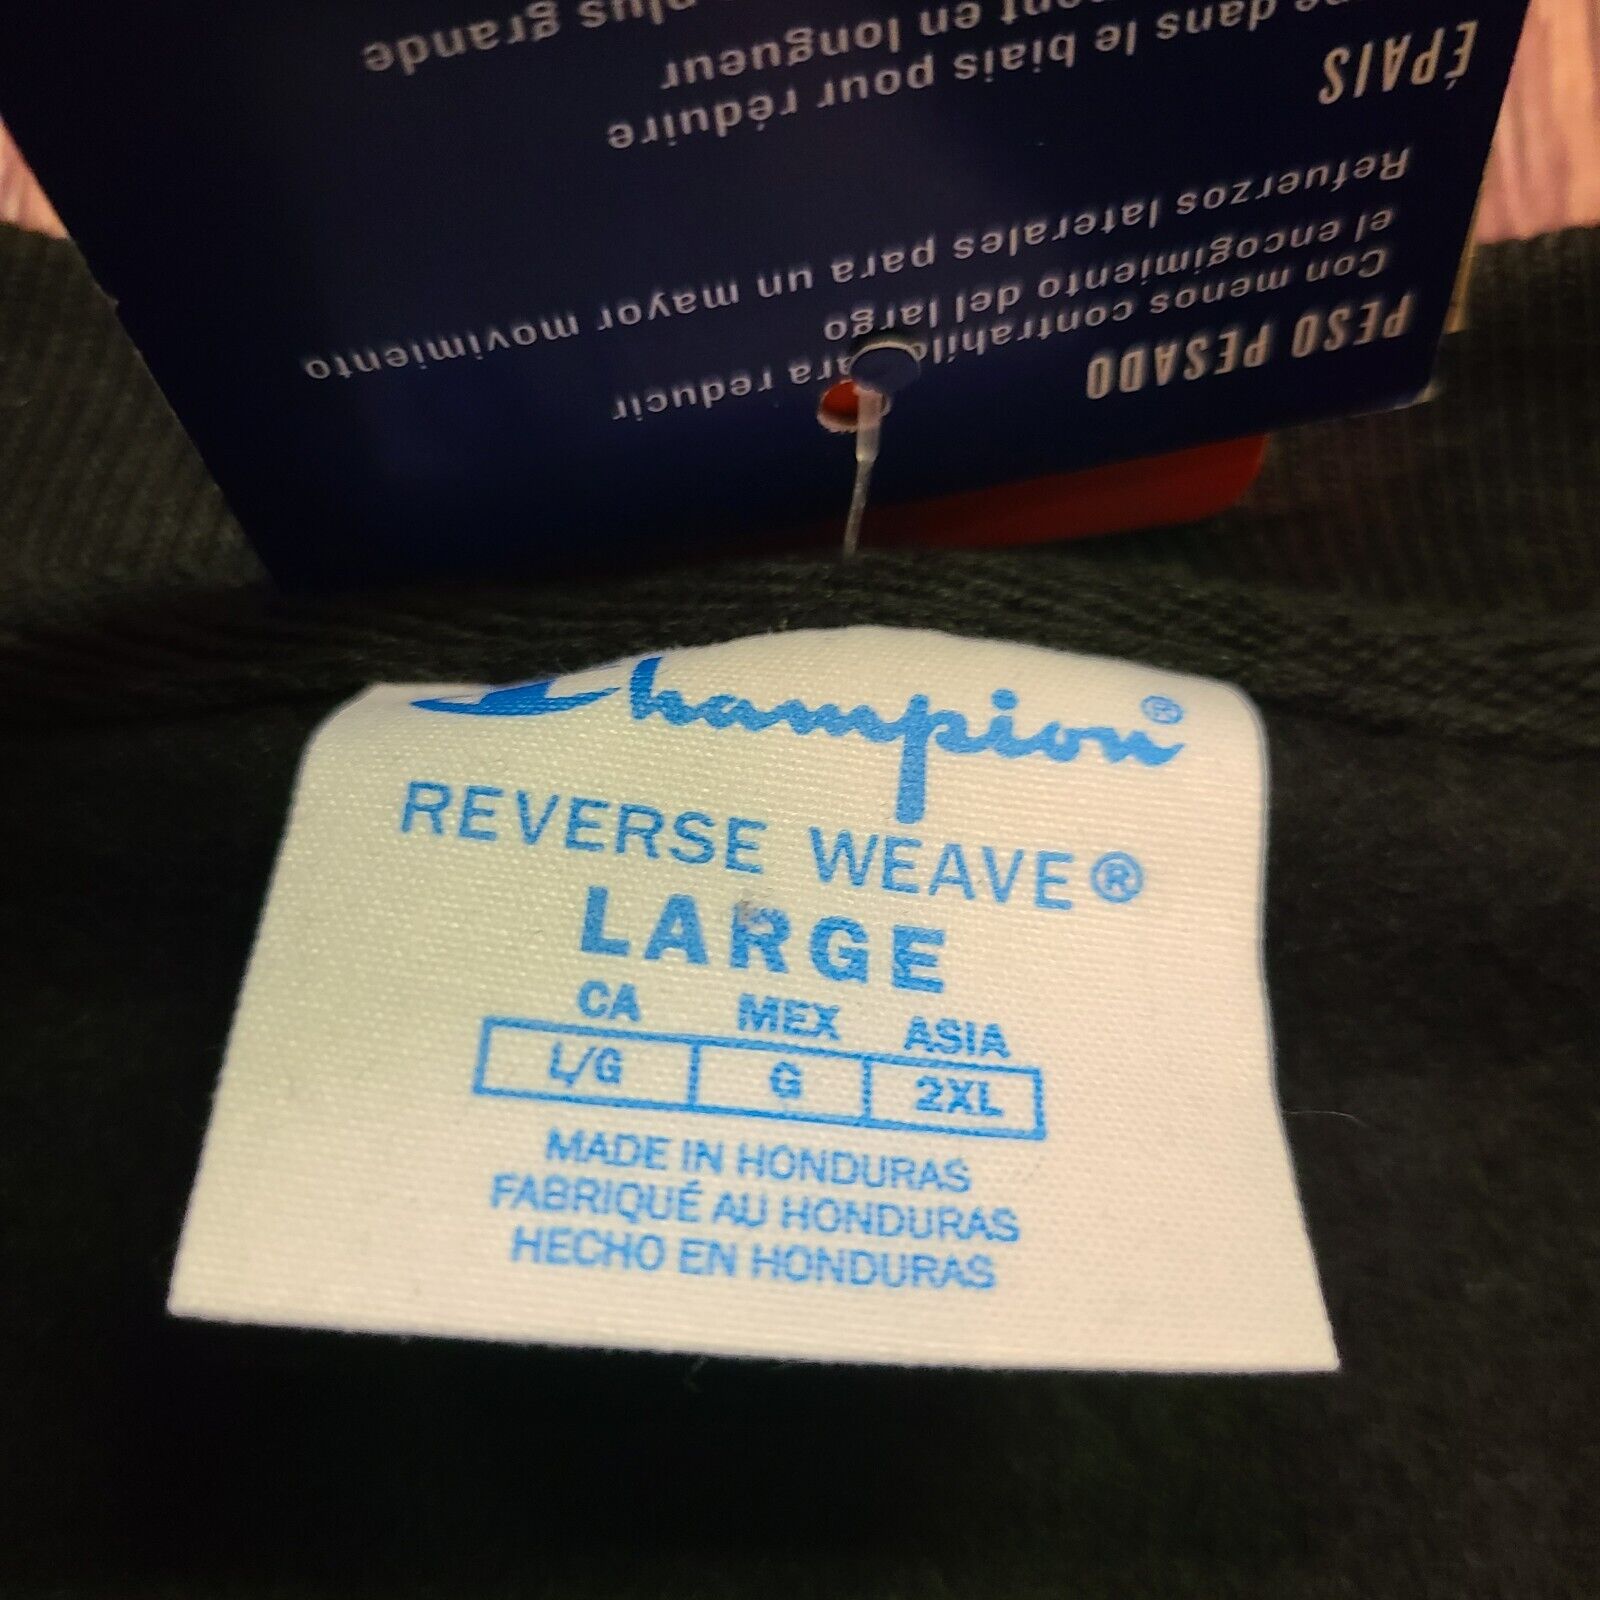 plus grande
en longueur
dans le biais pour réduire
ÉPAIS
Refuerzos laterales para un mayor movimiento
el encogimiento del largo
Con menos reducir
PESO PESADO
Champion®
REVERSE WEAVE®
LARGE
CA MEX ASIA
L/G G 2XL
MADE IN HONDURAS
FABRIQUÉ AU HONDURAS
HECHO EN HONDURAS